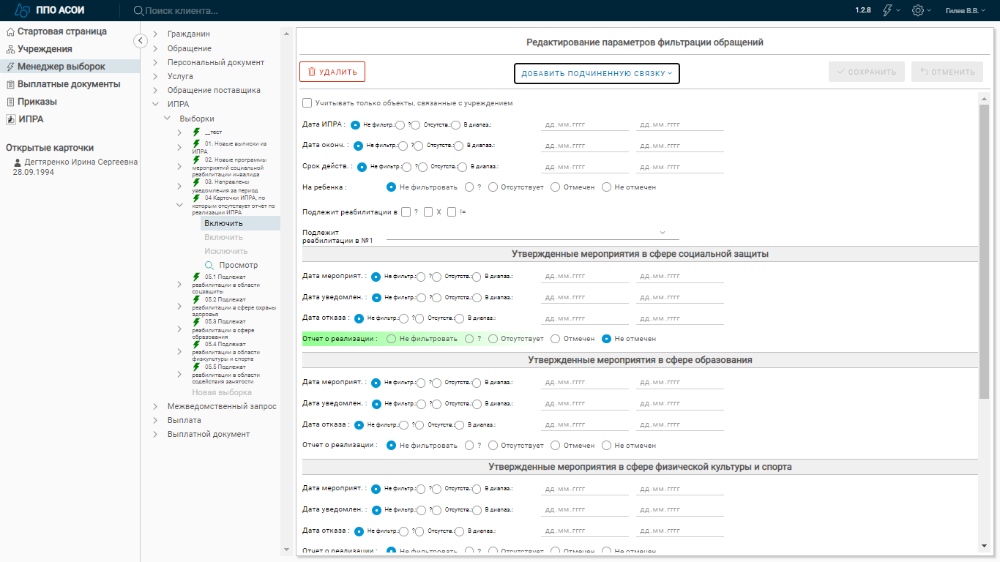 ППО АСОИ
Поиск клиента...
1.2.8
Гилев В.В.
Стартовая страница
Учреждения
Менеджер выборок
Выплатные документы
Приказы
ИПРА
Открытые карточки
Дегтяренко Ирина Сергеевна
28.09.1994
Гражданин
Обращение
Персональный документ
Услуга
Обращение поставщика
ИПРА
Выборки
__тест
01. Новые выписки из
ИПРА
02. Новые программы
мероприятий социальной
реабилитации инвалида
03. Направлены
уведомления за период
04 Карточки ИПРА, по
которым отсутствует отчет по
реализации ИПРА
Включить
Включить
Исключить
Просмотр
05.1 Подлежат
реабилитации в области
соцзащиты
05.2 Подлежат
реабилитации в сфере охраны
здоровья
05.3 Подлежат
реабилитации в сфере
образования
05.4 Подлежат
реабилитации в области
физкультуры и спорта
05.5 Подлежат
реабилитации в области
содействия занятости
Новая выборка
Межведомственный запрос
Выплата
Выплатной документ
Редактирование параметров фильтрации обращений
УДАЛИТЬ
ДОБАВИТЬ ПОДЧИНЕННУЮ СВЯЗКУ
СОХРАНИТЬ
ОТМЕНИТЬ
Учитывать только объекты, связанные с учреждением
Дата ИПРА : Не фильтр.: ? Отсутств.: В диапаз.: ДД.ММ.ГГГГ ДД.ММ.ГГГГ
Дата оконч. : Не фильтр.: ? Отсутств.: В диапаз.: ДД.ММ.ГГГГ ДД.ММ.ГГГГ
Срок действ. : Не фильтр.: ? Отсутств.: В диапаз.: ДД.ММ.ГГГГ ДД.ММ.ГГГГ
На ребенка : Не фильтровать ? Отсутствует Отмечен Не отмечен
Подлежит реабилитации в ? X !=
Подлежит
реабилитации в №1
Утвержденные мероприятия в сфере социальной защиты
Дата мероприят. : Не фильтр.: ? Отсутств.: В диапаз.: ДД.ММ.ГГГГ ДД.ММ.ГГГГ
Дата уведомлен. : Не фильтр.: ? Отсутств.: В диапаз.: ДД.ММ.ГГГГ ДД.ММ.ГГГГ
Дата отказа : Не фильтр.: ? Отсутств.: В диапаз.: ДД.ММ.ГГГГ ДД.ММ.ГГГГ
Отчет о реализации : Не фильтровать ? Отсутствует Отмечен Не отмечен
Утвержденные мероприятия в сфере образования
Дата мероприят. : Не фильтр.: ? Отсутств.: В диапаз.: ДД.ММ.ГГГГ ДД.ММ.ГГГГ
Дата уведомлен. : Не фильтр.: ? Отсутств.: В диапаз.: ДД.ММ.ГГГГ ДД.ММ.ГГГГ
Дата отказа : Не фильтр.: ? Отсутств.: В диапаз.: ДД.ММ.ГГГГ ДД.ММ.ГГГГ
Отчет о реализации : Не фильтровать ? Отсутствует Отмечен Не отмечен
Утвержденные мероприятия в сфере физической культуры и спорта
Дата мероприят. : Не фильтр.: ? Отсутств.: В диапаз.: ДД.ММ.ГГГГ ДД.ММ.ГГГГ
Дата уведомлен. : Не фильтр.: ? Отсутств.: В диапаз.: ДД.ММ.ГГГГ ДД.ММ.ГГГГ
Дата отказа : Не фильтр.: ? Отсутств.: В диапаз.: ДД.ММ.ГГГГ ДД.ММ.ГГГГ
Отчет о реализации : Не фильтровать ? Отсутствует Отмечен Не отмечен